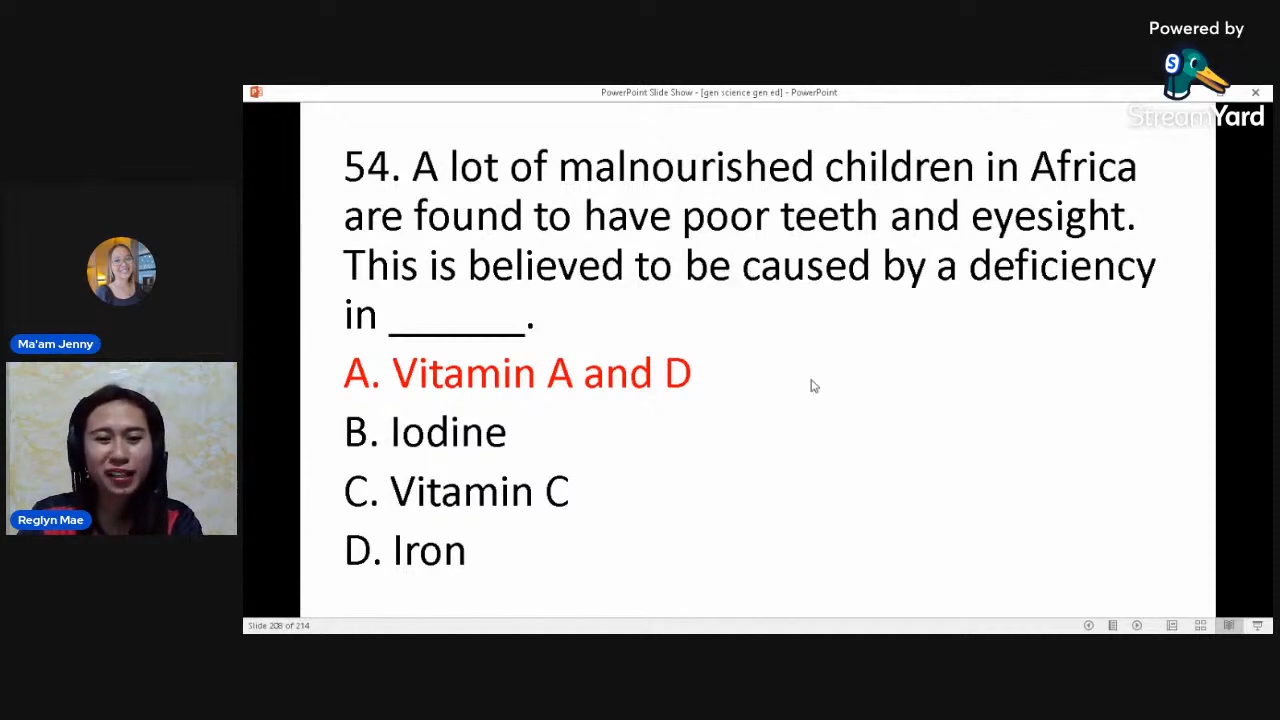 Powered by
S
StreamYard
PowerPoint Slide Show - [gen science gen ed] - PowerPoint
54. A lot of malnourished children in Africa
are found to have poor teeth and eyesight.
This is believed to be caused by a deficiency
in ______.
A. Vitamin A and D
B. Iodine
C. Vitamin C
D. Iron
Ma'am Jenny
Reglyn Mae
Slide 208 of 214